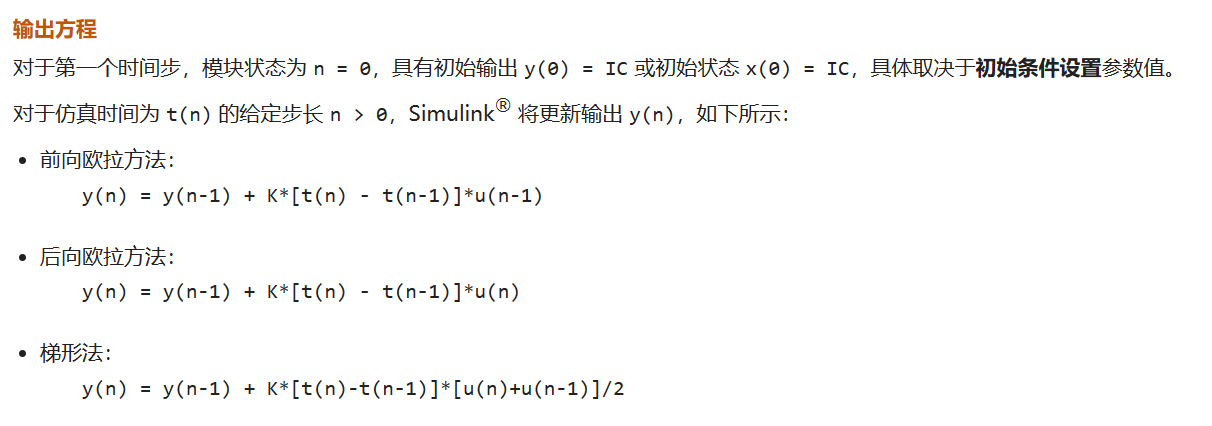 输出方程
对于第一个时间步，模块状态为 n = 0，具有初始输出 y(0) = IC 或初始状态 x(0) = IC，具体取决于初始条件设置参数值。
对于仿真时间为 t(n) 的给定步长 n > 0，Simulink® 将更新输出 y(n)，如下所示：
• 前向欧拉方法：
y(n) = y(n-1) + K*[t(n) - t(n-1)]*u(n-1)
• 后向欧拉方法：
y(n) = y(n-1) + K*[t(n) - t(n-1)]*u(n)
• 梯形法：
y(n) = y(n-1) + K*[t(n)-t(n-1)]*[u(n)+u(n-1)]/2